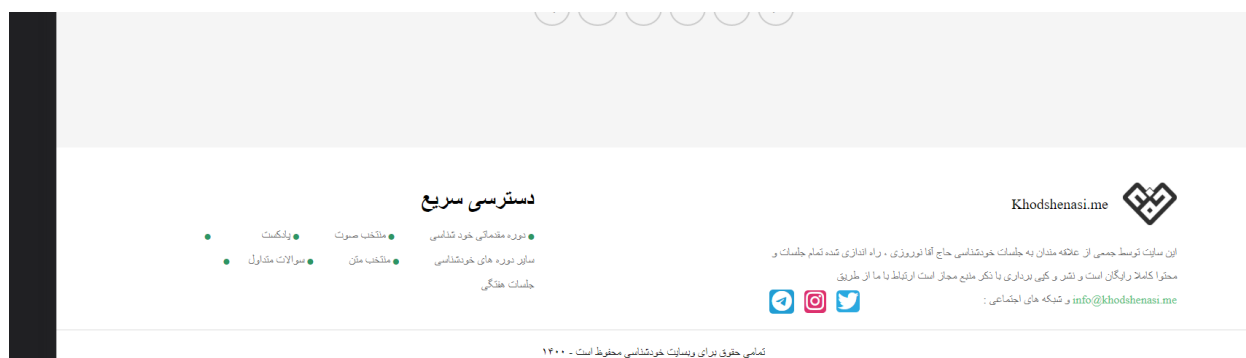 Khodshenasi.me
این سایت توسط جمعی از علاقه مندان به جلسات خودشناسی حاج آقا نوروزی ، راه اندازی شده تمام جلسات و
محتوا کاملا رایگان است و نشر و کپی برداری با ذکر منبع مجاز است ارتباط با ما از طریق
info@khodshenasi.me و شبکه های اجتماعی :
دسترسی سریع
دوره مقدماتی خود شناسی
سایر دوره های خودشناسی
جلسات هفتگی
منتخب صوت
منتخب متن
پادکست
سوالات متداول
تمامی حقوق برای وبسایت خودشناسی محفوظ است - ۱۴۰۰